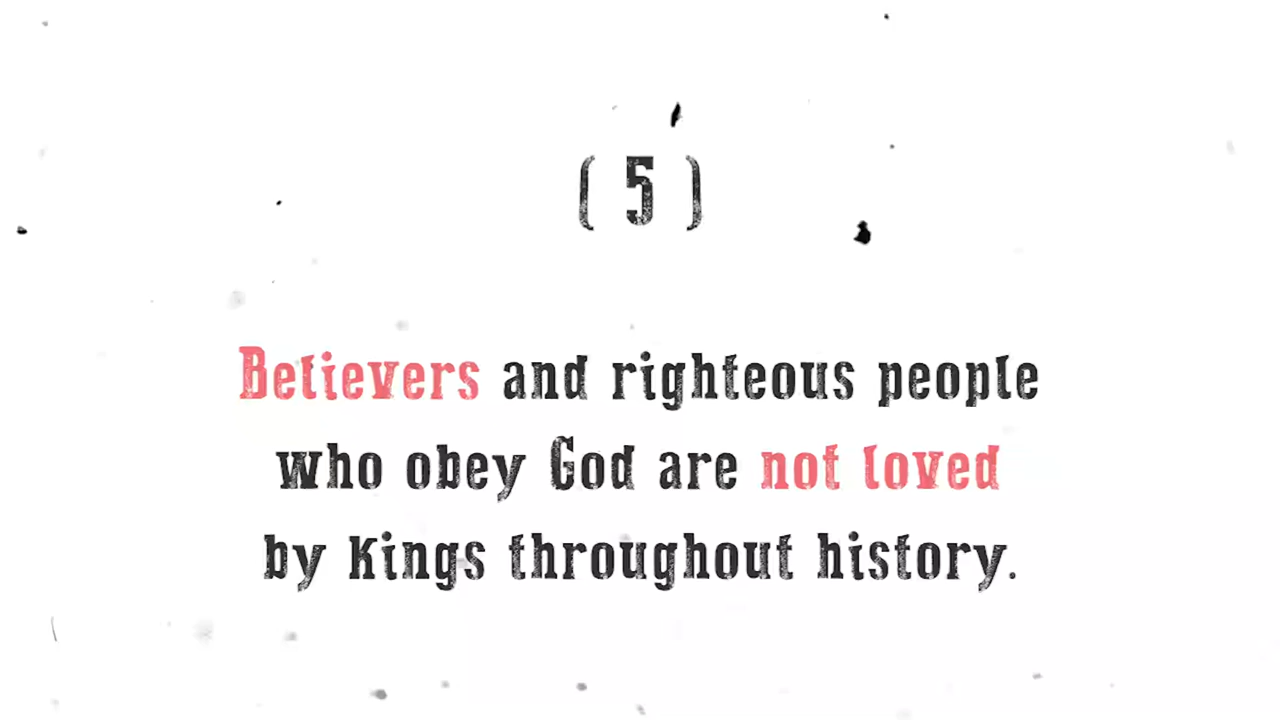 ( 5 )
Believers and righteous people
who obey God are not loved
by Kings throughout history.